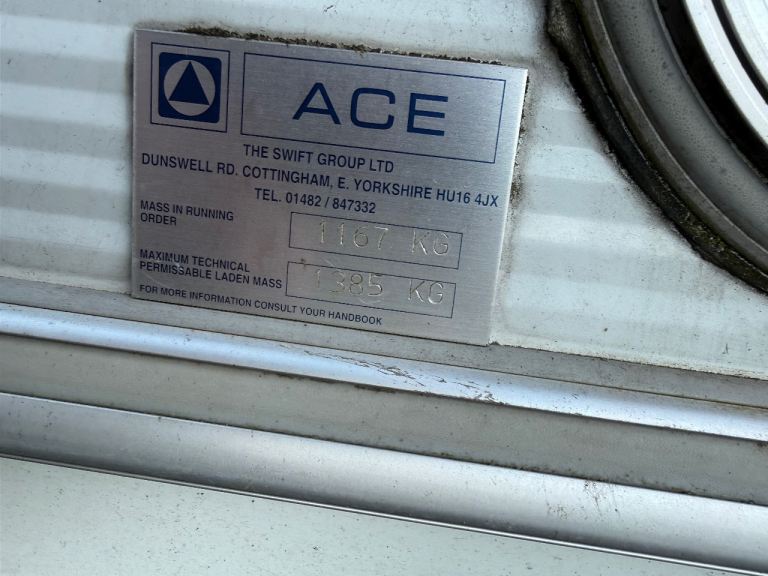 ACE
THE SWIFT GROUP LTD
DUNSWELL RD. COTTINGHAM, E. YORKSHIRE HU16 4JX
TEL. 01482 / 847332
MASS IN RUNNING
ORDER
1167 KG
MAXIMUM TECHNICAL
PERMISSABLE LADEN MASS
1385 KG
FOR MORE INFORMATION CONSULT YOUR HANDBOOK